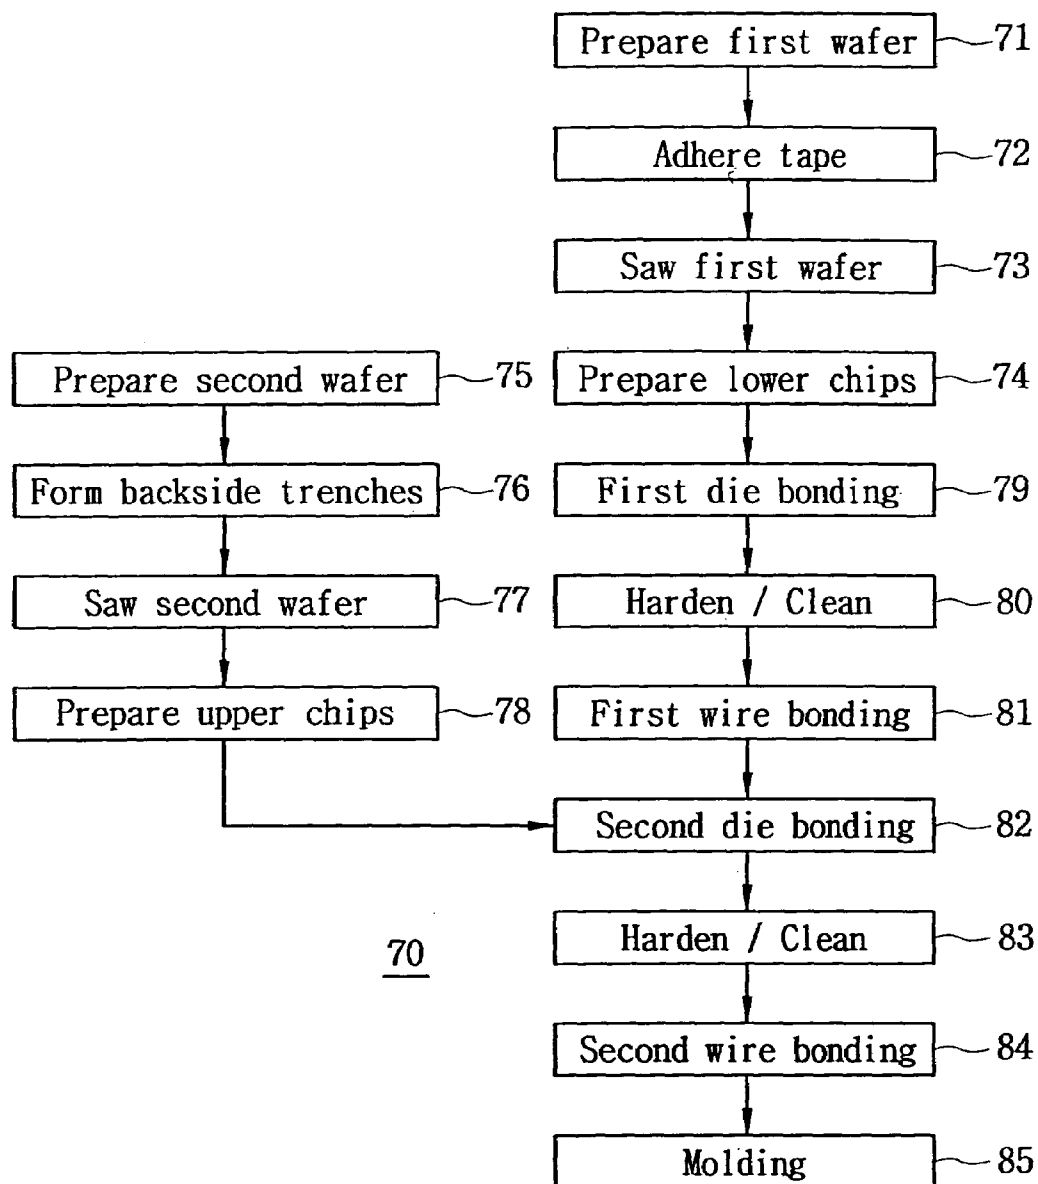 Prepare first wafer 71
Adhere tape 72
Saw first wafer 73
Prepare second wafer 75
Prepare lower chips 74
Form backside trenches 76
First die bonding 79
Saw second wafer 77
Harden / Clean 80
Prepare upper chips 78
First wire bonding 81
Second die bonding 82
Harden / Clean 83
70
Second wire bonding 84
Molding 85